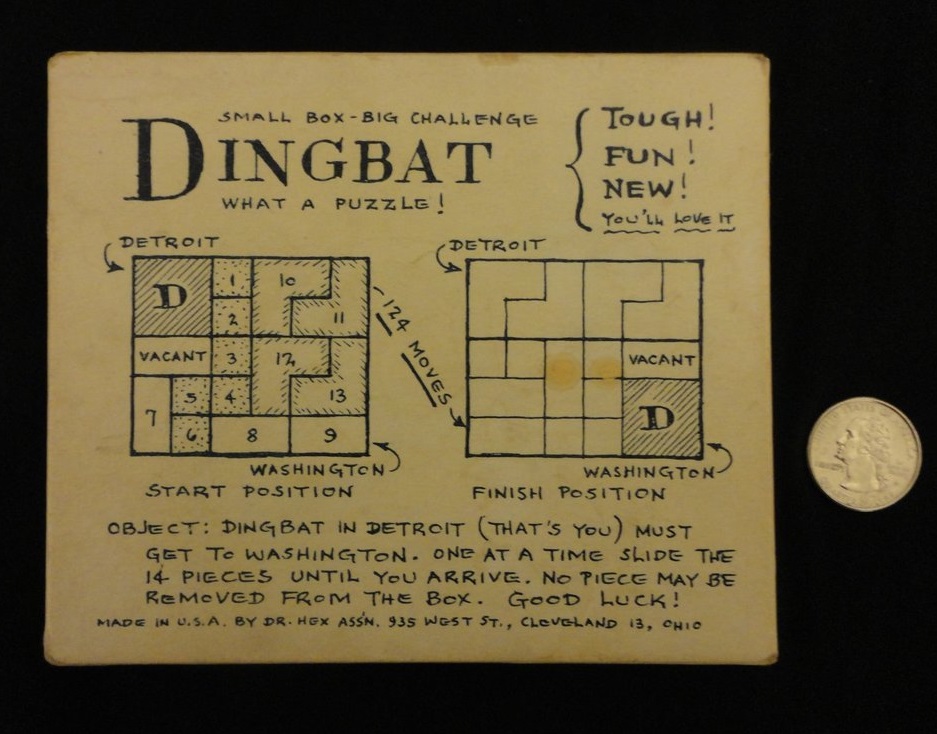 SMALL BOX-BIG CHALLENGE
DINGBAT
WHAT A PUZZLE!
TOUGH!
FUN!
NEW!
YOU'LL LOVE IT
DETROIT
D
1
10
2
11
VACANT
3
12
7
5
4
13
6
8
9
WASHINGTON
START POSITION
124 MOVES
DETROIT
VACANT
D
WASHINGTON
FINISH POSITION
OBJECT: DINGBAT IN DETROIT (THAT'S YOU) MUST
GET TO WASHINGTON. ONE AT A TIME SLIDE THE
14 PIECES UNTIL YOU ARRIVE. NO PIECE MAY BE
REMOVED FROM THE BOX. GOOD LUCK!
MADE IN U.S.A. BY DR. HEX ASS'N. 935 WEST ST., CLEVELAND 13, OHIO